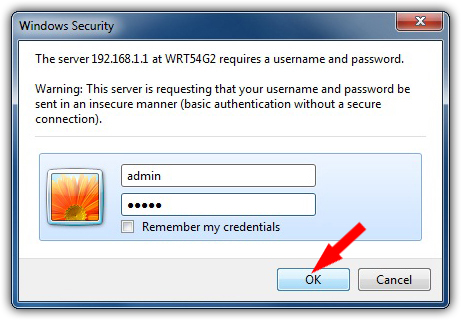 Windows Security
The server 192.168.1.1 at WRT54G2 requires a username and password.
Warning: This server is requesting that your username and password be
sent in an insecure manner (basic authentication without a secure
connection).
admin
●●●●●
Remember my credentials
OK
Cancel